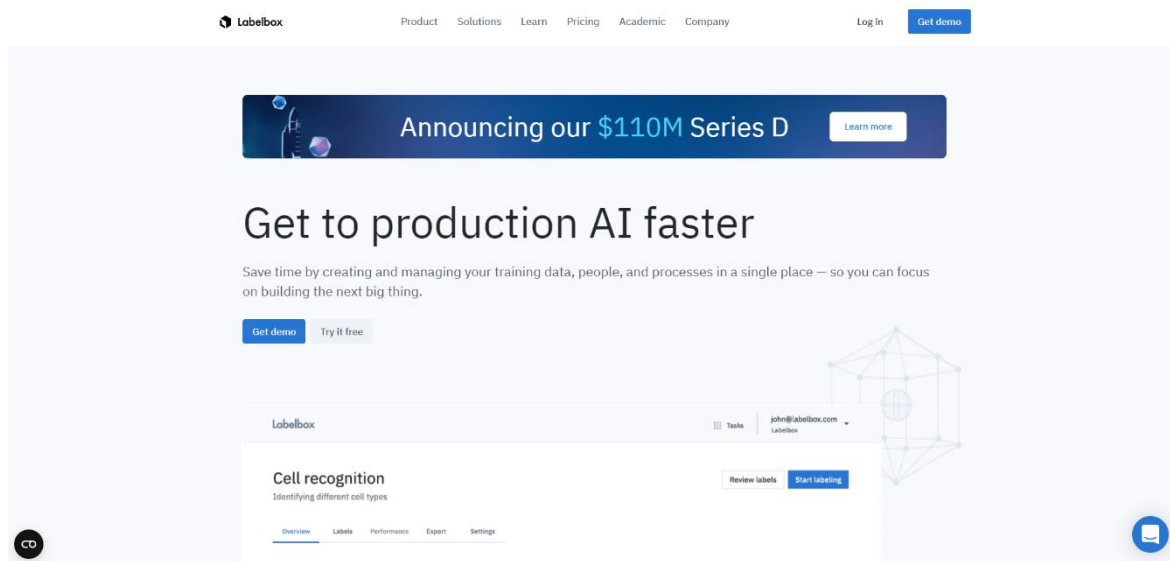 Labelbox
Product Solutions Learn Pricing Academic Company
Log in
Get demo
Announcing our $110M Series D
Learn more
Get to production AI faster
Save time by creating and managing your training data, people, and processes in a single place — so you can focus
on building the next big thing.
Get demo
Try it free
Labelbox
Tasks
john@labelbox.com
Labelbox
Cell recognition
Identifying different cell types
Review labels
Start labeling
Overview Labels Performance Export Settings